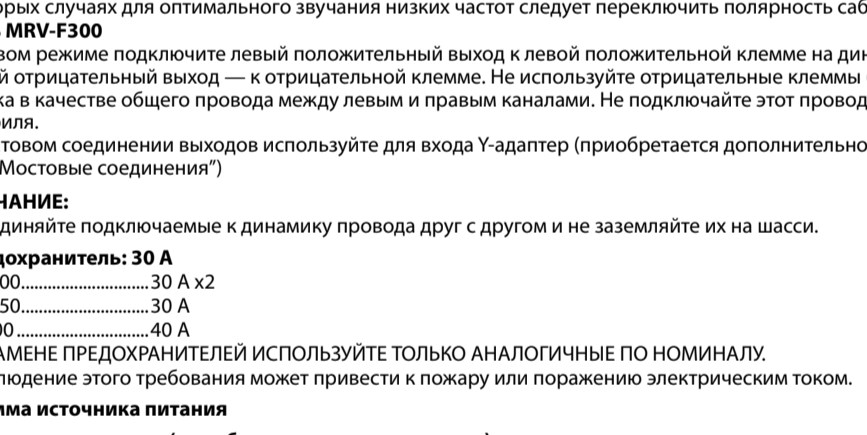 орых случаях для оптимального звучания низких частот следует переключить полярность саб
MRV-F300
вом режиме подключите левый положительный выход к левой положительной клемме на дин
й отрицательный выход — к отрицательной клемме. Не используйте отрицательные клеммы
ка в качестве общего провода между левым и правым каналами. Не подключайте этот провод
иля.
товом соединении выходов используйте для входа Y-адаптер (приобретается дополнительно
Мостовые соединения”)
ЧАНИЕ:
диняйте подключаемые к динамику провода друг с другом и не заземляйте их на шасси.
дохранитель: 30 А
00.............................30 А х2
50.............................30 А
00..............................40 А
АМЕНЕ ПРЕДОХРАНИТЕЛЕЙ ИСПОЛЬЗУЙТЕ ТОЛЬКО АНАЛОГИЧНЫЕ ПО НОМИНАЛУ.
людение этого требования может привести к пожару или поражению электрическим током.
мма источника питания